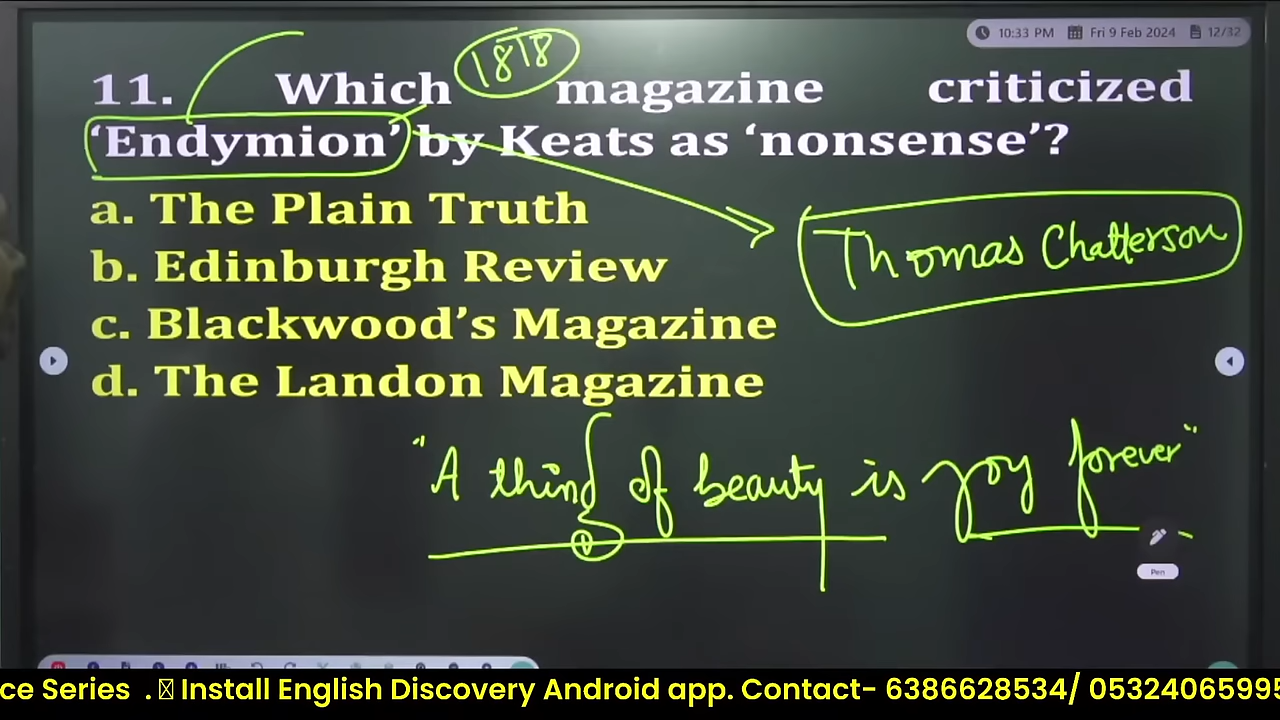 10:33 PM Fri 9 Feb 2024 12/32
1818
11. Which magazine criticized
‘Endymion’ by Keats as ‘nonsense’?
a. The Plain Truth
b. Edinburgh Review
Thomas Chatterson
c. Blackwood’s Magazine
d. The Landon Magazine
"A thing of beauty is joy forever"
Pen
ce Series . Install English Discovery Android app. Contact- 6386628534/ 05324065995